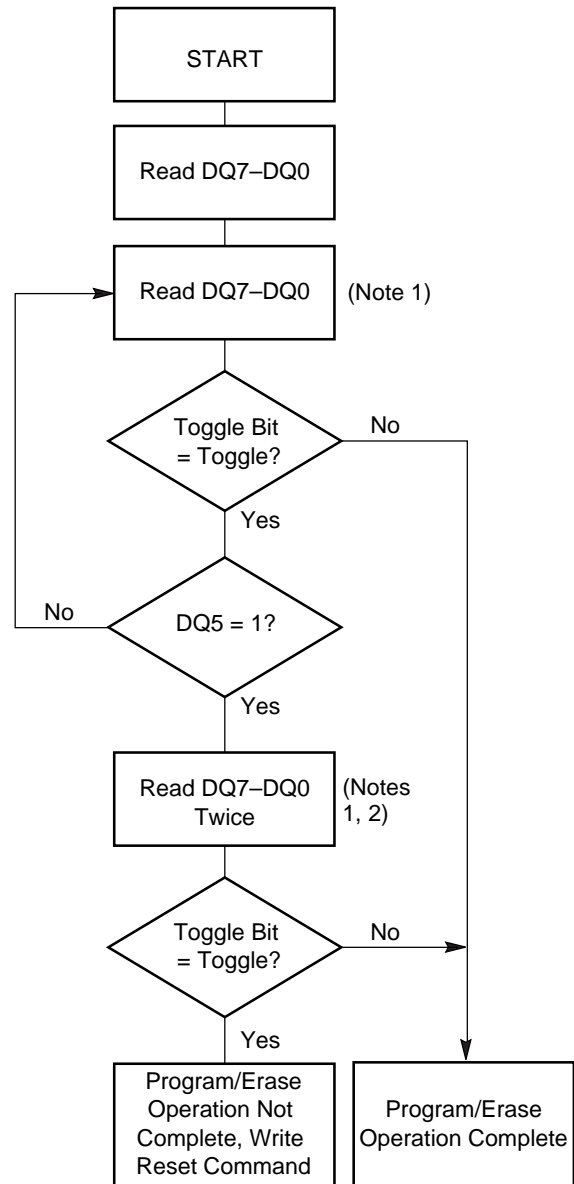 START
Read DQ7–DQ0
Read DQ7–DQ0
(Note 1)
Toggle Bit
= Toggle?
No
Yes
No
DQ5 = 1?
Yes
Read DQ7–DQ0
Twice
(Notes
1, 2)
Toggle Bit
= Toggle?
No
Yes
Program/Erase
Operation Not
Complete, Write
Reset Command
Program/Erase
Operation Complete